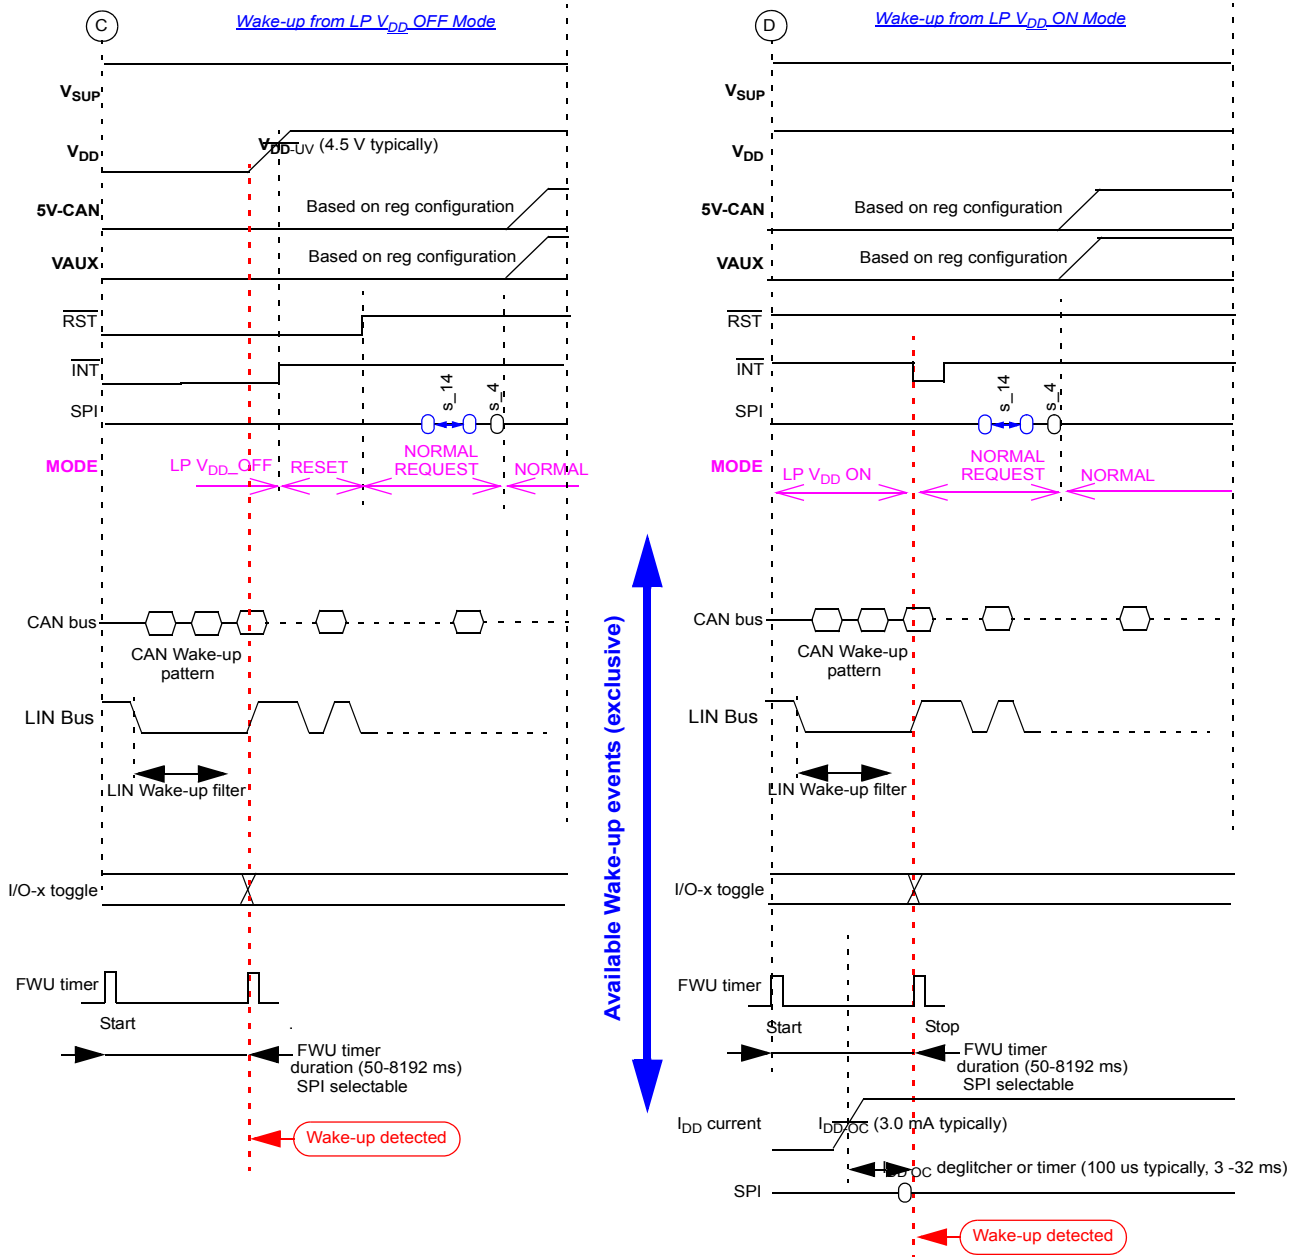 C
Wake-up from LP VDD OFF Mode
VSUP
VDD
VDD-UV (4.5 V typically)
5V-CAN
Based on reg configuration
VAUX
Based on reg configuration
RST
INT
s_14
s_4
SPI
MODE
LP VDD_OFF
RESET
NORMAL
REQUEST
NORMAL
CAN bus
CAN Wake-up
pattern
LIN Bus
LIN Wake-up filter
I/O-x toggle
FWU timer
Start
FWU timer
duration (50-8192 ms)
SPI selectable
Wake-up detected
Available Wake-up events (exclusive)
D
Wake-up from LP VDD ON Mode
VSUP
VDD
5V-CAN
Based on reg configuration
VAUX
Based on reg configuration
RST
INT
s_14
s_4
SPI
MODE
LP VDD ON
NORMAL
REQUEST
NORMAL
CAN bus
CAN Wake-up
pattern
LIN Bus
LIN Wake-up filter
I/O-x toggle
FWU timer
Start
Stop
FWU timer
duration (50-8192 ms)
SPI selectable
IDD current
IDD-OC (3.0 mA typically)
IDD-OC deglitcher or timer (100 us typically, 3 -32 ms)
SPI
Wake-up detected